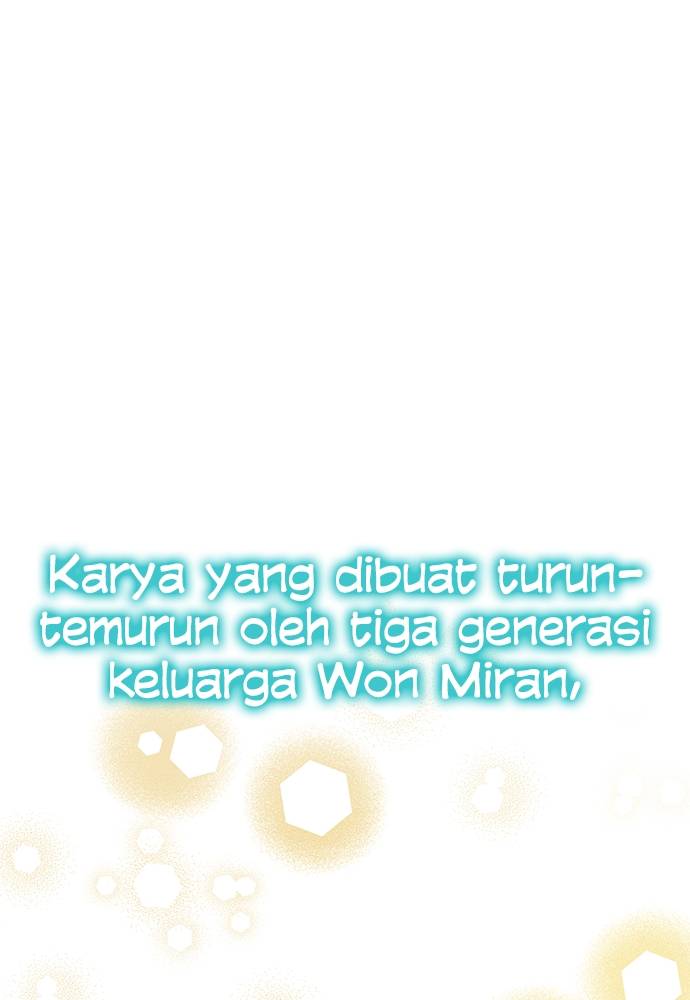 Karya yang dibuat turun-
temurun oleh tiga generasi
keluarga Won Miran,